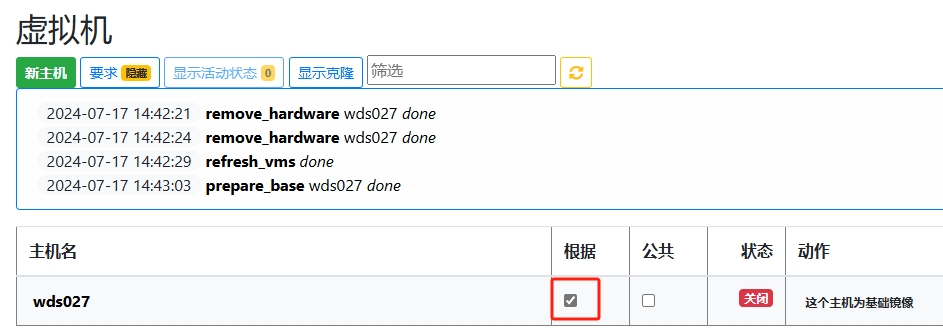 虚拟机
新主机 要求 隐藏 显示活动状态 0 显示克隆 筛选
2024-07-17 14:42:21 remove_hardware wds027 done
2024-07-17 14:42:24 remove_hardware wds027 done
2024-07-17 14:42:29 refresh_vms done
2024-07-17 14:43:03 prepare_base wds027 done
主机名 根据 公共 状态 动作
wds027 关闭 这个主机为基础镜像